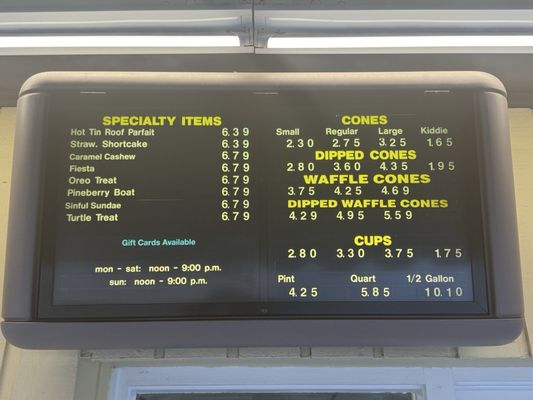 SPECIALTY ITEMS
Hot Tin Roof Parfait 6.39
Straw. Shortcake 6.39
Caramel Cashew 6.79
Fiesta 6.79
Oreo Treat 6.79
Pineberry Boat 6.79
Sinful Sundae 6.79
Turtle Treat 6.79
Gift Cards Available
mon - sat: noon - 9:00 p.m.
sun: noon - 9:00 p.m.
CONES
Small Regular Large Kiddie
2.30 2.75 3.25 1.65
DIPPED CONES
2.80 3.60 4.35 1.95
WAFFLE CONES
3.75 4.25 4.69
DIPPED WAFFLE CONES
4.29 4.95 5.59
CUPS
2.80 3.30 3.75 1.75
Pint Quart 1/2 Gallon
4.25 5.85 10.10